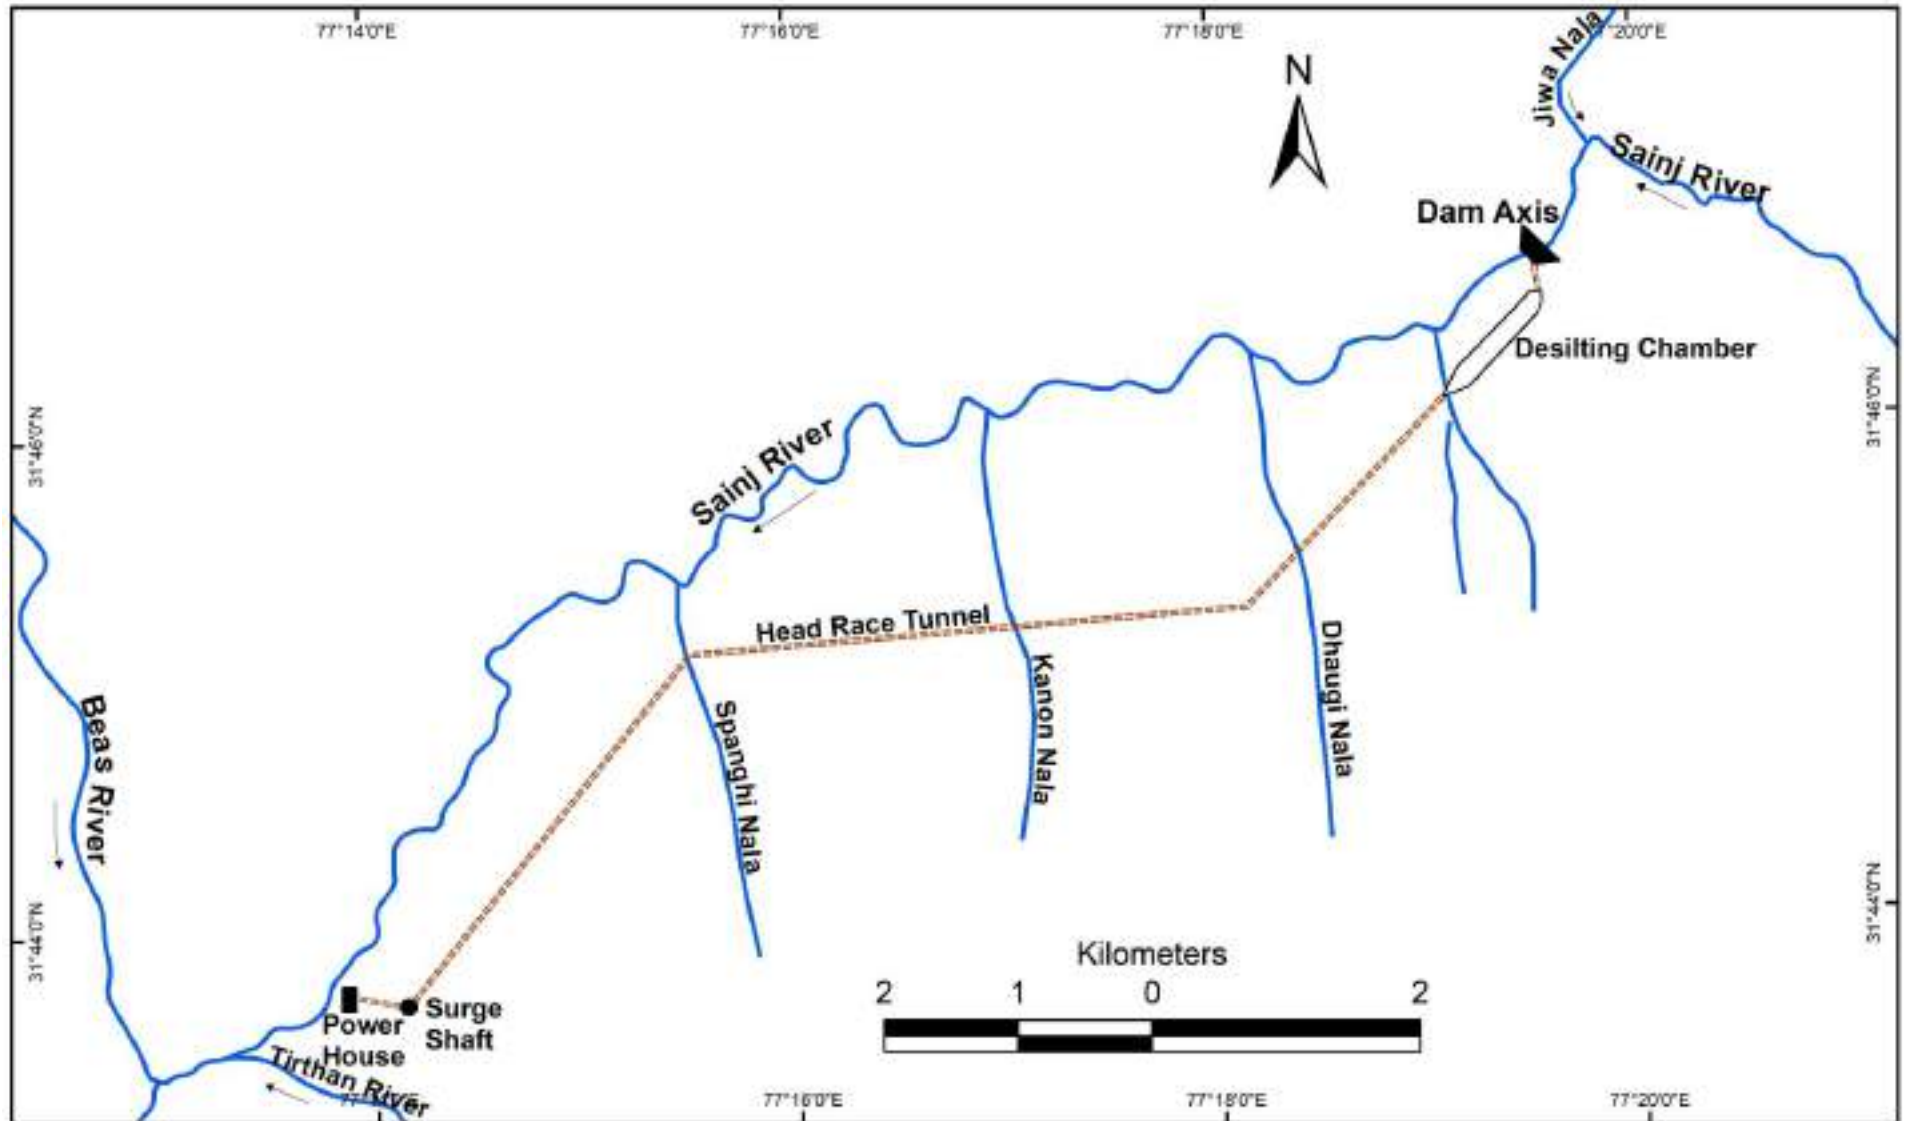 77°14'0"E
77°16'0"E
77°18'0"E
77°20'0"E
Jiwa Nala
N
Sainj River
Dam Axis
Desilting Chamber
31°46'0"N
31°46'0"N
Sainj River
Head Race Tunnel
Dhaugi Nala
Kanon Nala
Spanghi Nala
Beas River
31°44'0"N
31°44'0"N
Kilometers
2 1 0 2
Surge
Shaft
Power
House
Tirthan River
77°16'0"E
77°18'0"E
77°20'0"E